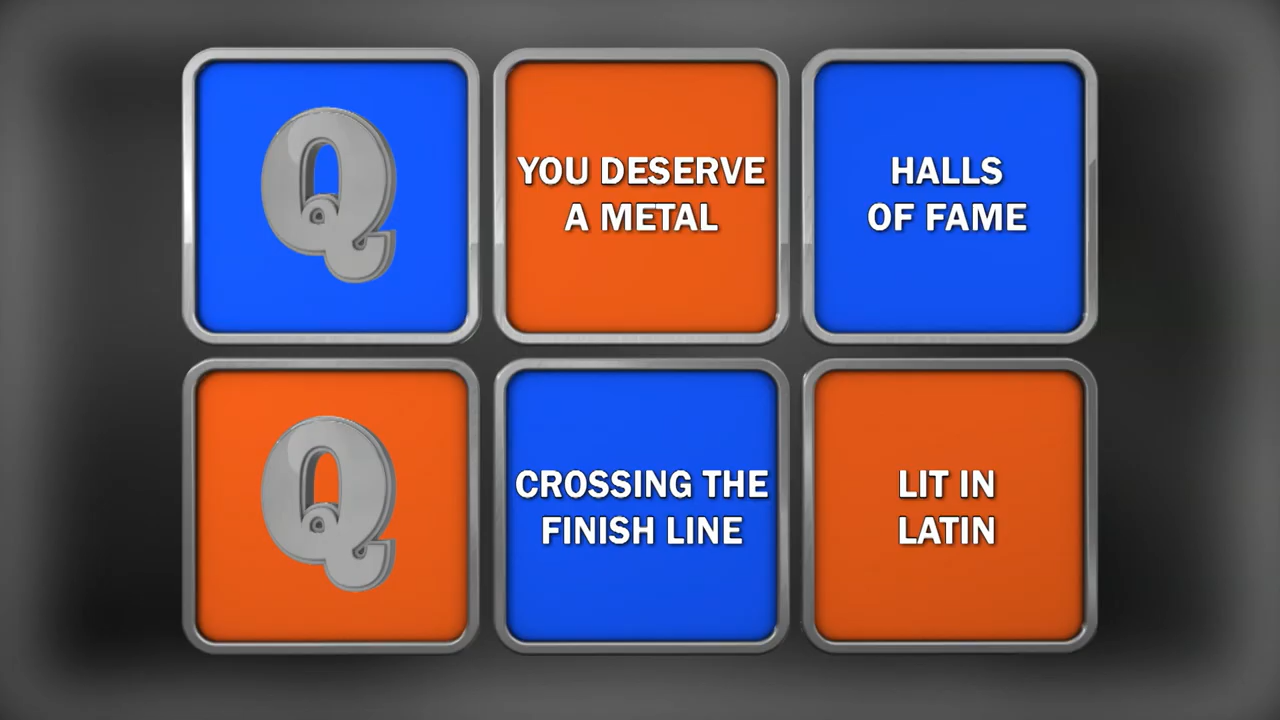 Q
YOU DESERVE
A METAL
HALLS
OF FAME
Q
CROSSING THE
FINISH LINE
LIT IN
LATIN